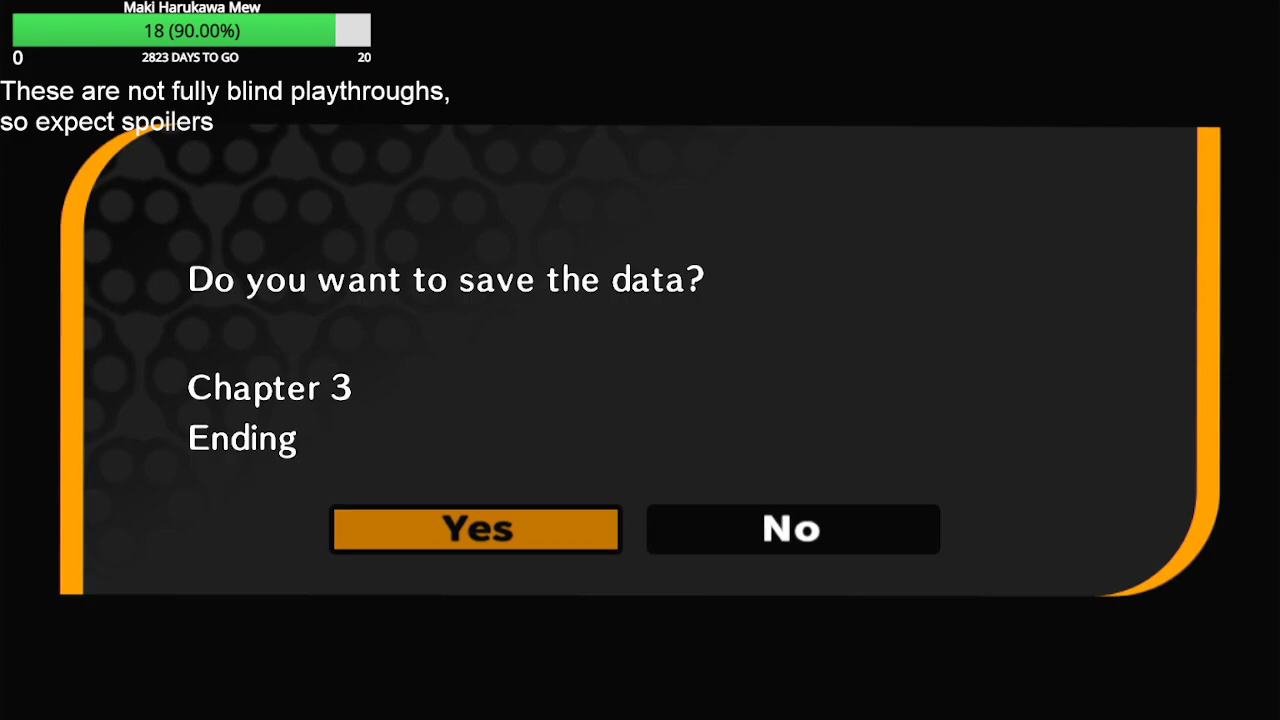 Maki Harukawa Mew
18 (90.00%)
0 2823 DAYS TO GO 20
These are not fully blind playthroughs,
so expect spoilers
Do you want to save the data?
Chapter 3
Ending
Yes No